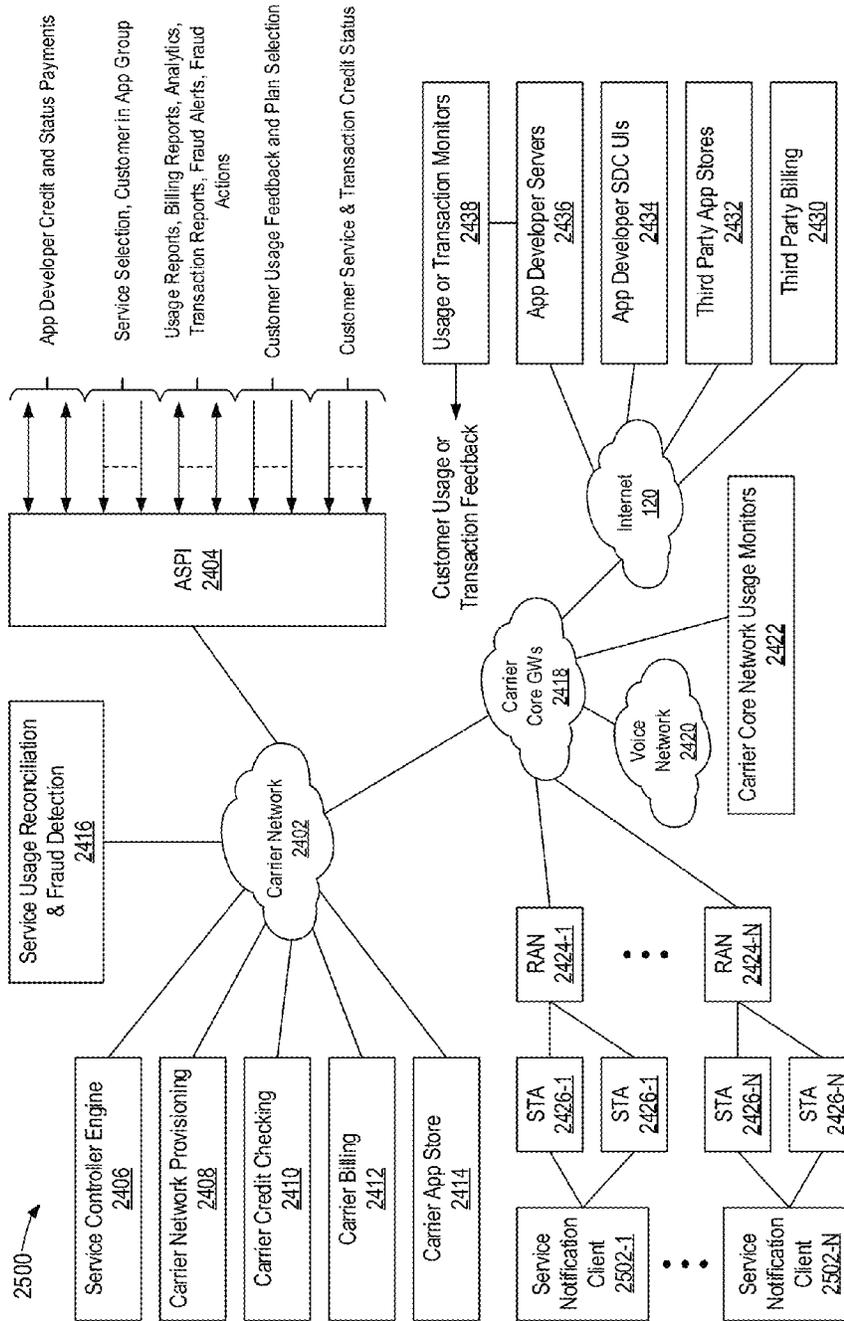 2500
Service Controller Engine
2406
Carrier Network Provisioning
2408
Carrier Credit Checking
2410
Carrier Billing
2412
Carrier App Store
2414
Service Usage Reconciliation
& Fraud Detection
2416
Carrier Network
2402
ASPI
2404
App Developer Credit and Status Payments
Service Selection, Customer in App Group
Usage Reports, Billing Reports, Analytics,
Transaction Reports, Fraud Alerts, Fraud
Actions
Customer Usage Feedback and Plan Selection
Customer Service & Transaction Credit Status
Service
Notification
Client
2502-1
Service
Notification
Client
2502-N
STA
2426-1
STA
2426-1
STA
2426-N
STA
2426-N
RAN
2424-1
RAN
2424-N
Carrier
Core GWs
2418
Voice
Network
2420
Carrier Core Network Usage Monitors
2422
Internet
120
Customer Usage or
Transaction Feedback
Usage or Transaction Monitors
2438
App Developer Servers
2436
App Developer SDC UIs
2434
Third Party App Stores
2432
Third Party Billing
2430